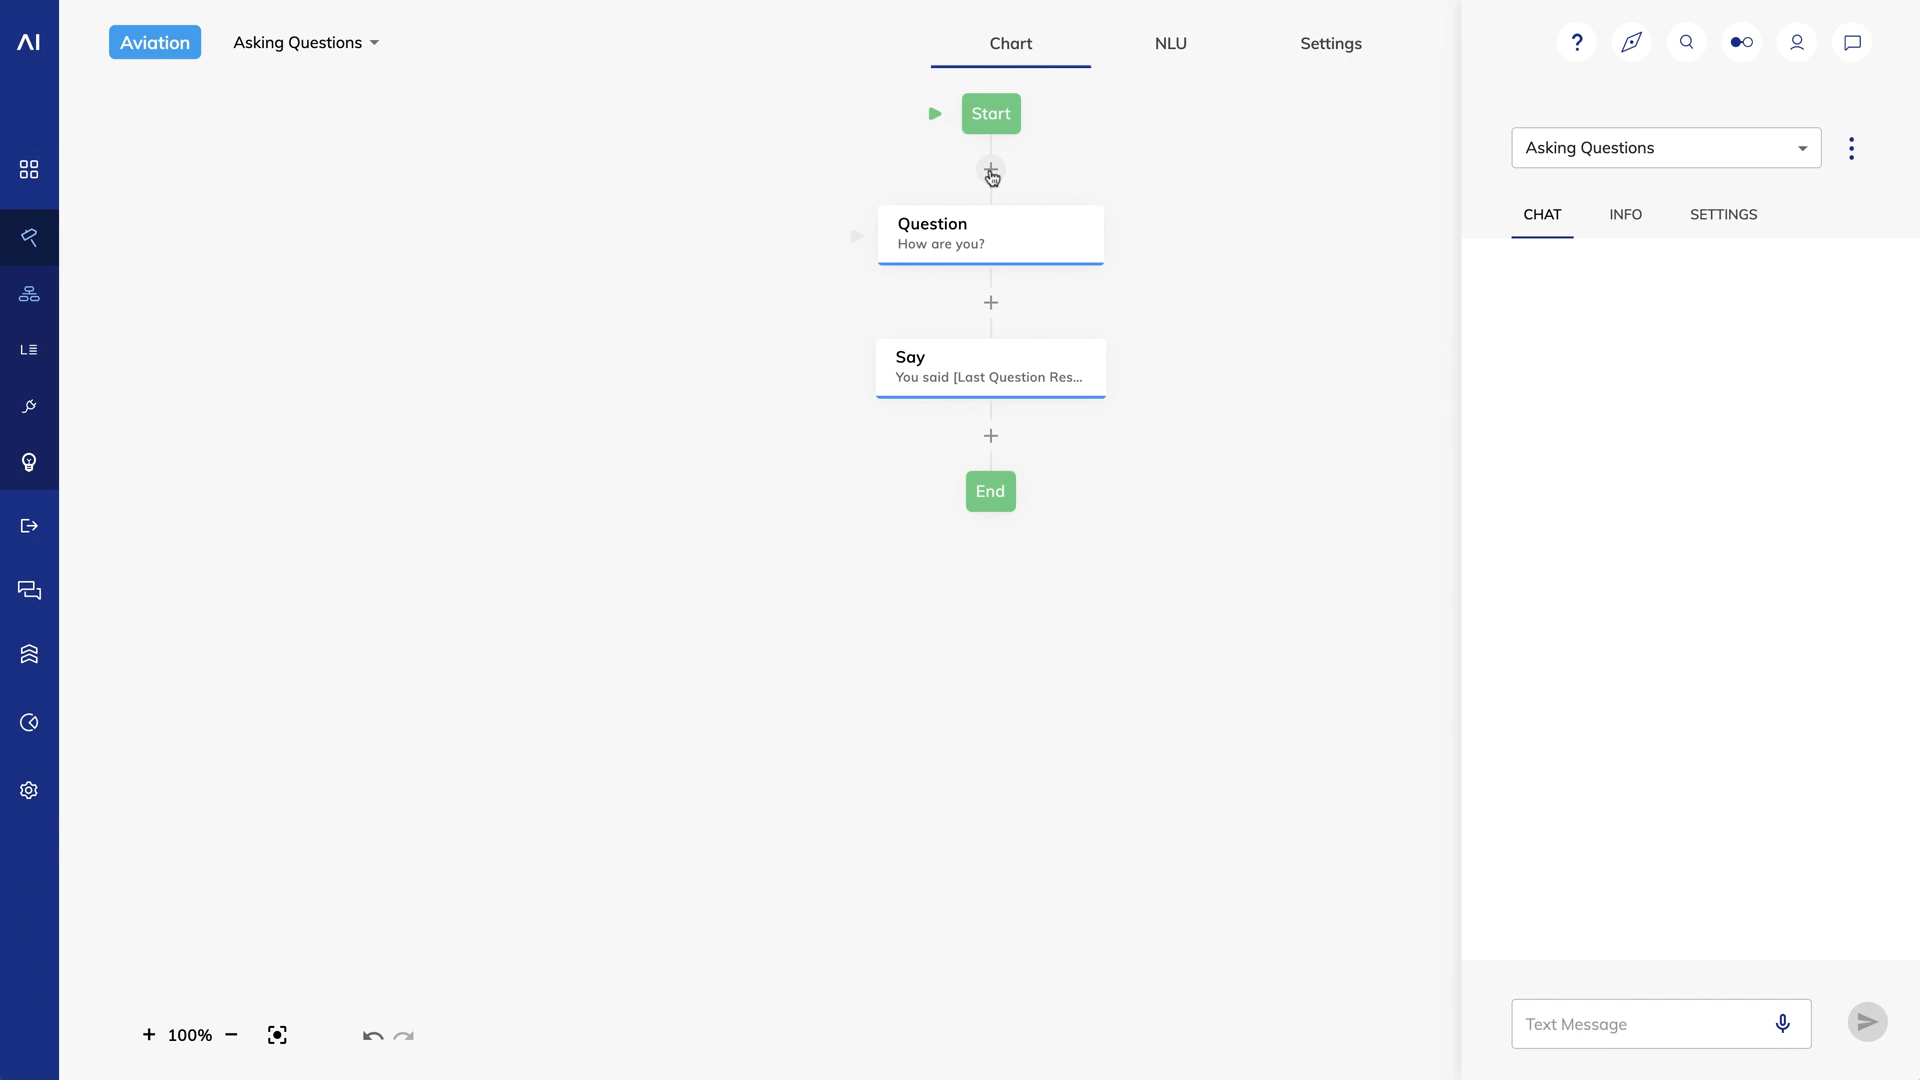 AI
Aviation
Asking Questions
Chart
NLU
Settings
?
Start
Question
How are you?
Say
You said [Last Question Res...
End
Asking Questions
CHAT
INFO
SETTINGS
L
+ 100% −
Text Message